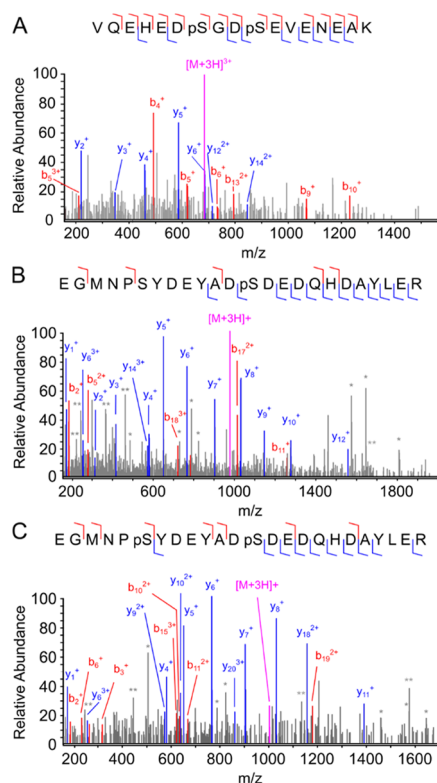 A
VQEHEDpSGDpSEVENEAK
[M+3H]³⁺
b₄⁺
y₅⁺
y₂⁺
y₃⁺
y₄⁺
y₆⁺
y₁₂²⁺
b₅³⁺
b₅⁺
b₆⁺
b₁₃²⁺
y₁₄²⁺
b₉⁺
b₁₀⁺
Relative Abundance
100
80
60
40
20
0
200 400 600 800 1000 1200 1400
m/z
B
EGMNPSYDEYADpSDEDQHDAYLER
[M+3H]+
y₁⁺
y₆³⁺
b₅²⁺
b₂⁺
y₂⁺
y₃⁺
y₁₄³⁺
y₄⁺
y₅⁺
y₆⁺
b₁₈³⁺
y₇⁺
b₁₇²⁺
y₈⁺
y₉⁺
b₁₁⁺
y₁₀⁺
y₁₂⁺
** ** ** * * * * * * ** *
Relative Abundance
100
80
60
40
20
0
200 600 1000 1400 1800
m/z
C
EGMNPpSYDEYADpSDEDQHDAYLER
[M+3H]+
y₁⁺
b₂⁺
b₆⁺
y₆³⁺
b₃⁺
y₉²⁺
b₁₅³⁺
b₁₀²⁺
y₁₀²⁺
y₄⁺
y₅⁺
b₁₁²⁺
y₆⁺
y₂₀³⁺
y₇⁺
y₈⁺
y₁₈²⁺
b₁₉²⁺
y₁₁⁺
** ** * * * ** ** *
Relative Abundance
100
80
60
40
20
0
200 400 600 800 1000 1200 1400 1600
m/z